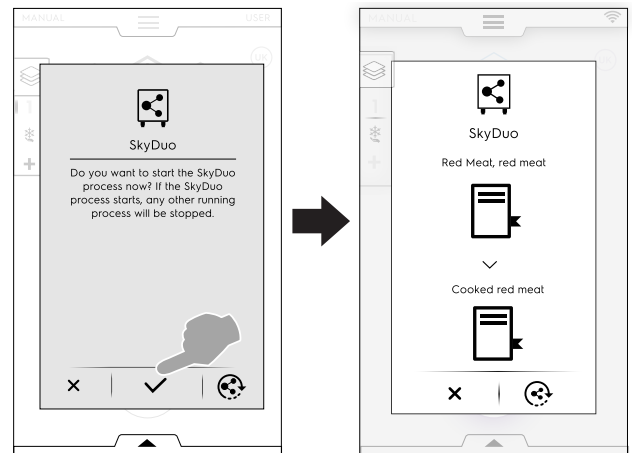 MANUAL
USER
SkyDuo
Do you want to start the SkyDuo
process now? If the SkyDuo
process starts, any other running
process will be stopped.
MANUAL
1
SkyDuo
Red Meat, red meat
Cooked red meat